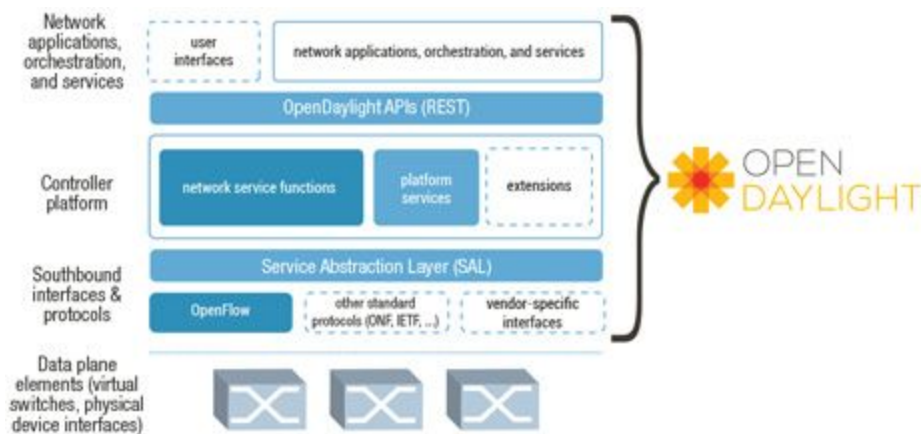 Network
applications,
orchestration,
and services
user
interfaces
network applications, orchestration, and services
OpenDaylight APIs (REST)
Controller
platform
network service functions
platform
services
extensions
Southbound
interfaces &
protocols
Service Abstraction Layer (SAL)
OpenFlow
other standard
protocols (ONF, IETF, ...)
vendor-specific
interfaces
Data plane
elements (virtual
switches, physical
device interfaces)
OPEN
DAYLIGHT